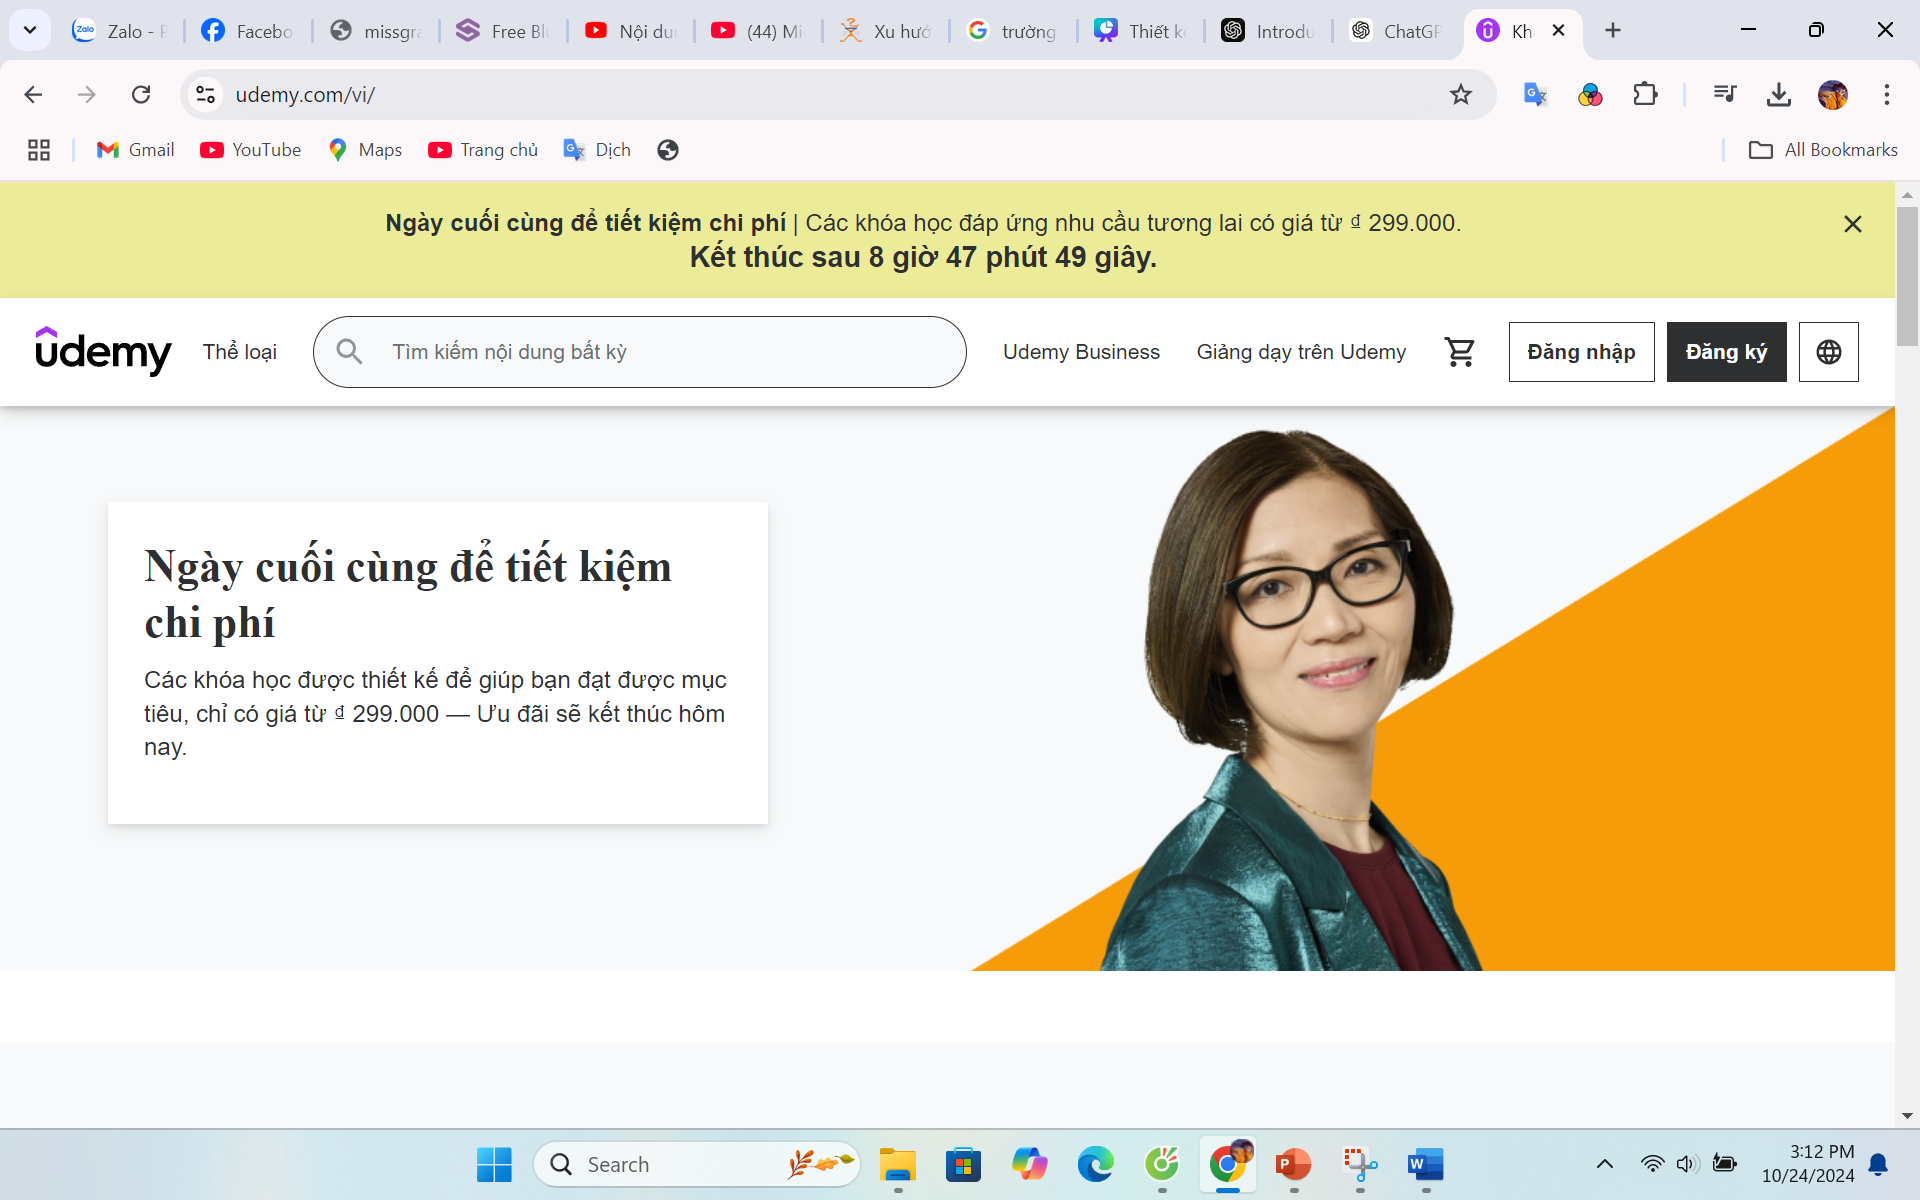 Zalo - F
Facebo
missgra
Free Bl
Nội du
(44) Mi
Xu hướ
trường
Thiết k
Introdu
ChatGP
Kh
udemy.com/vi/
Gmail
YouTube
Maps
Trang chủ
Dịch
All Bookmarks
Ngày cuối cùng để tiết kiệm chi phí | Các khóa học đáp ứng nhu cầu tương lai có giá từ ₫ 299.000.
Kết thúc sau 8 giờ 47 phút 49 giây.
ûdemy
Thể loại
Tìm kiếm nội dung bất kỳ
Udemy Business
Giảng dạy trên Udemy
Đăng nhập
Đăng ký
Ngày cuối cùng để tiết kiệm
chi phí
Các khóa học được thiết kế để giúp bạn đạt được mục
tiêu, chỉ có giá từ ₫ 299.000 — Ưu đãi sẽ kết thúc hôm
nay.
Search
3:12 PM
10/24/2024